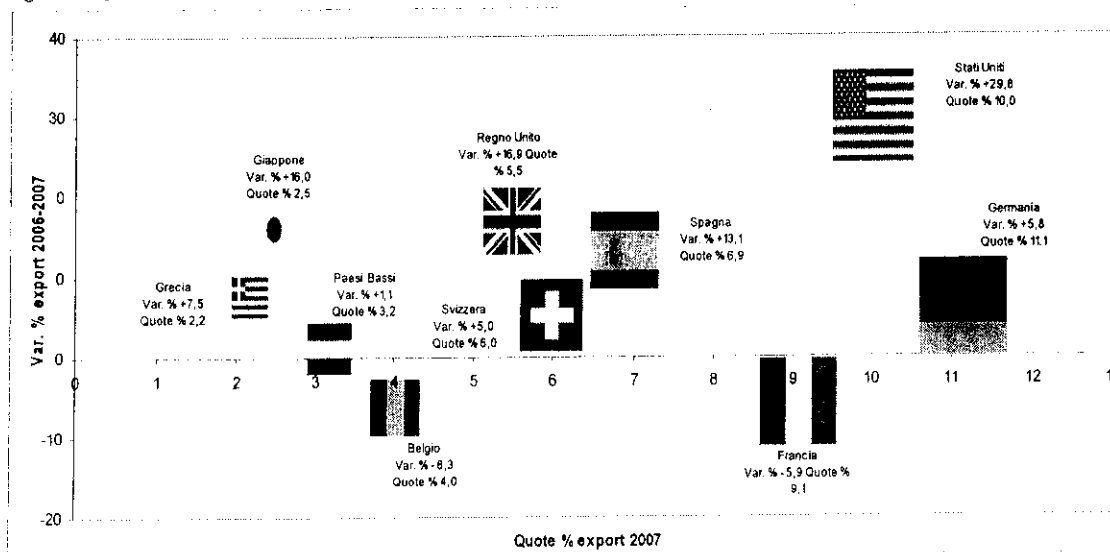 40
30
0
0
0
-10
-20
Var. % export 2006-2007
Stati Uniti
Var. % +29,8
Quote % 10,0
Regno Unito
Var. % +16,9 Quote
% 5,5
Giappone
Var. % +16,0
Quote % 2,5
Germania
Var. % +5,8
Quote % 11,1
Spagna
Var. % +13,1
Quote % 6,9
Grecia
Var. % +7,5
Quote % 2,2
Paesi Bassi
Var. % +1,1
Quote % 3,2
Svizzera
Var. % +5,0
Quote % 6,0
0 1 2 3 4 5 6 7 8 9 10 11 12
Belgio
Var. % - 6,3
Quote % 4,0
Francia
Var. % - 5,9 Quote %
9,1
Quote % export 2007